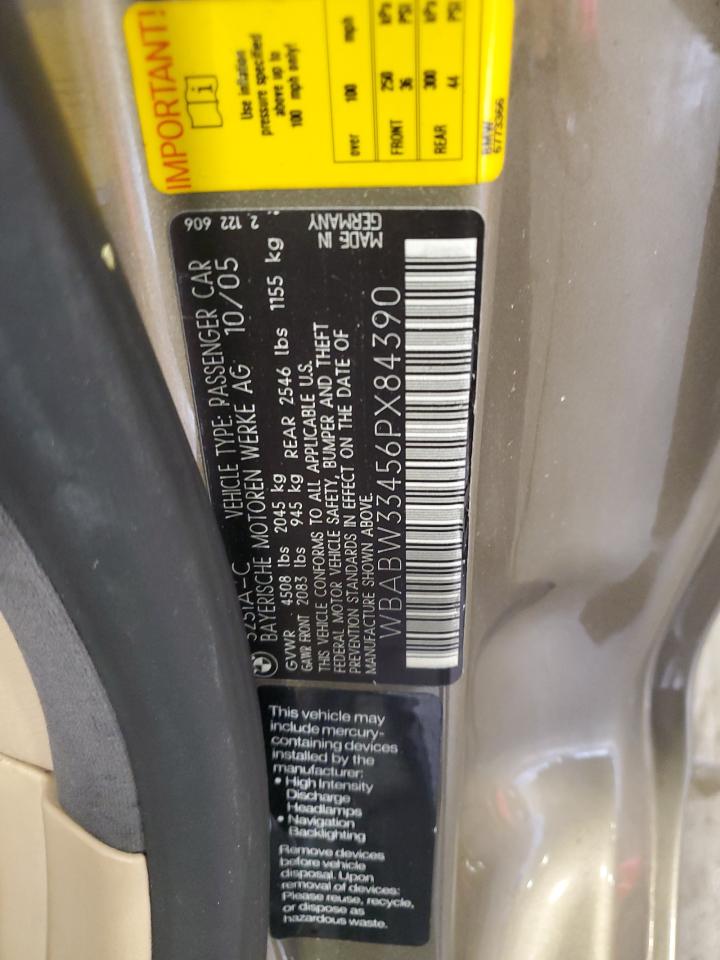 IMPORTANT!
i
Use inflation
pressure specified
above up to
100 mph only!
over 100 mph
kPa PSI
FRONT 250 36
kPa PSI
REAR 300 44
BMW
6773366
VEHICLE TYPE: PASSENGER CAR
2 122 606
BMW BAYERISCHE MOTOREN WERKE AG 10/05
GVWR 4508 lbs 2045 kg
GAWR FRONT 2083 lbs 945 kg REAR 2546 lbs 1155 kg
THIS VEHICLE CONFORMS TO ALL APPLICABLE U.S.
FEDERAL MOTOR VEHICLE SAFETY, BUMPER AND THEFT
PREVENTION STANDARDS IN EFFECT ON THE DATE OF
MANUFACTURE SHOWN ABOVE.
MADE IN
GERMANY
WBABW33456PX84390
This vehicle may
include mercury-
containing devices
installed by the
manufacturer:
• High Intensity
Discharge
Headlamps
• Navigation
Backlighting
Remove devices
before vehicle
disposal. Upon
removal of devices:
Please reuse, recycle,
or dispose as
hazardous waste.